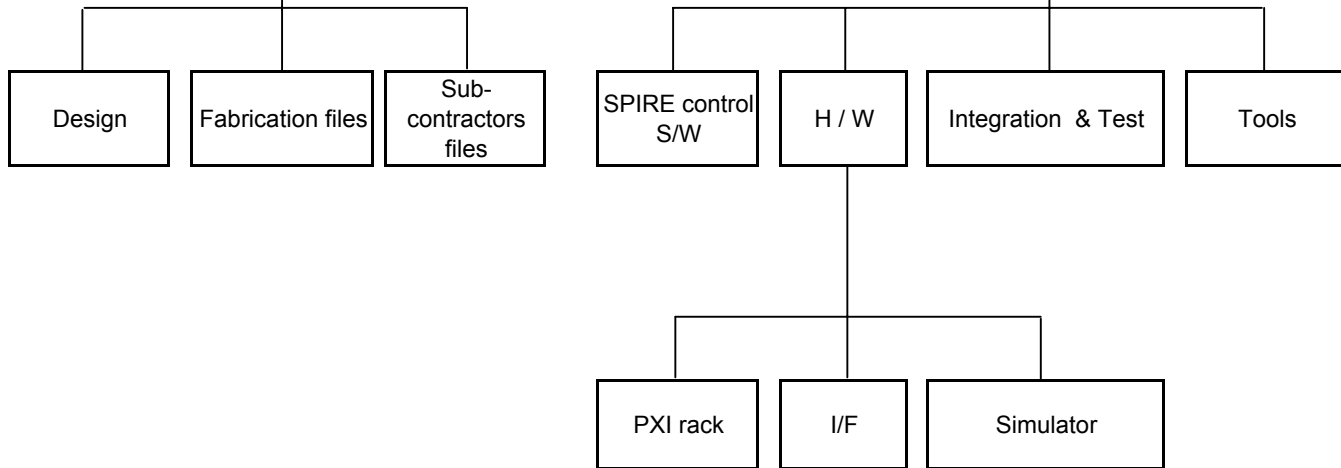 Design
Fabrication files
Sub-
contractors
files
SPIRE control
S/W
H / W
Integration & Test
Tools
PXI rack
I/F
Simulator